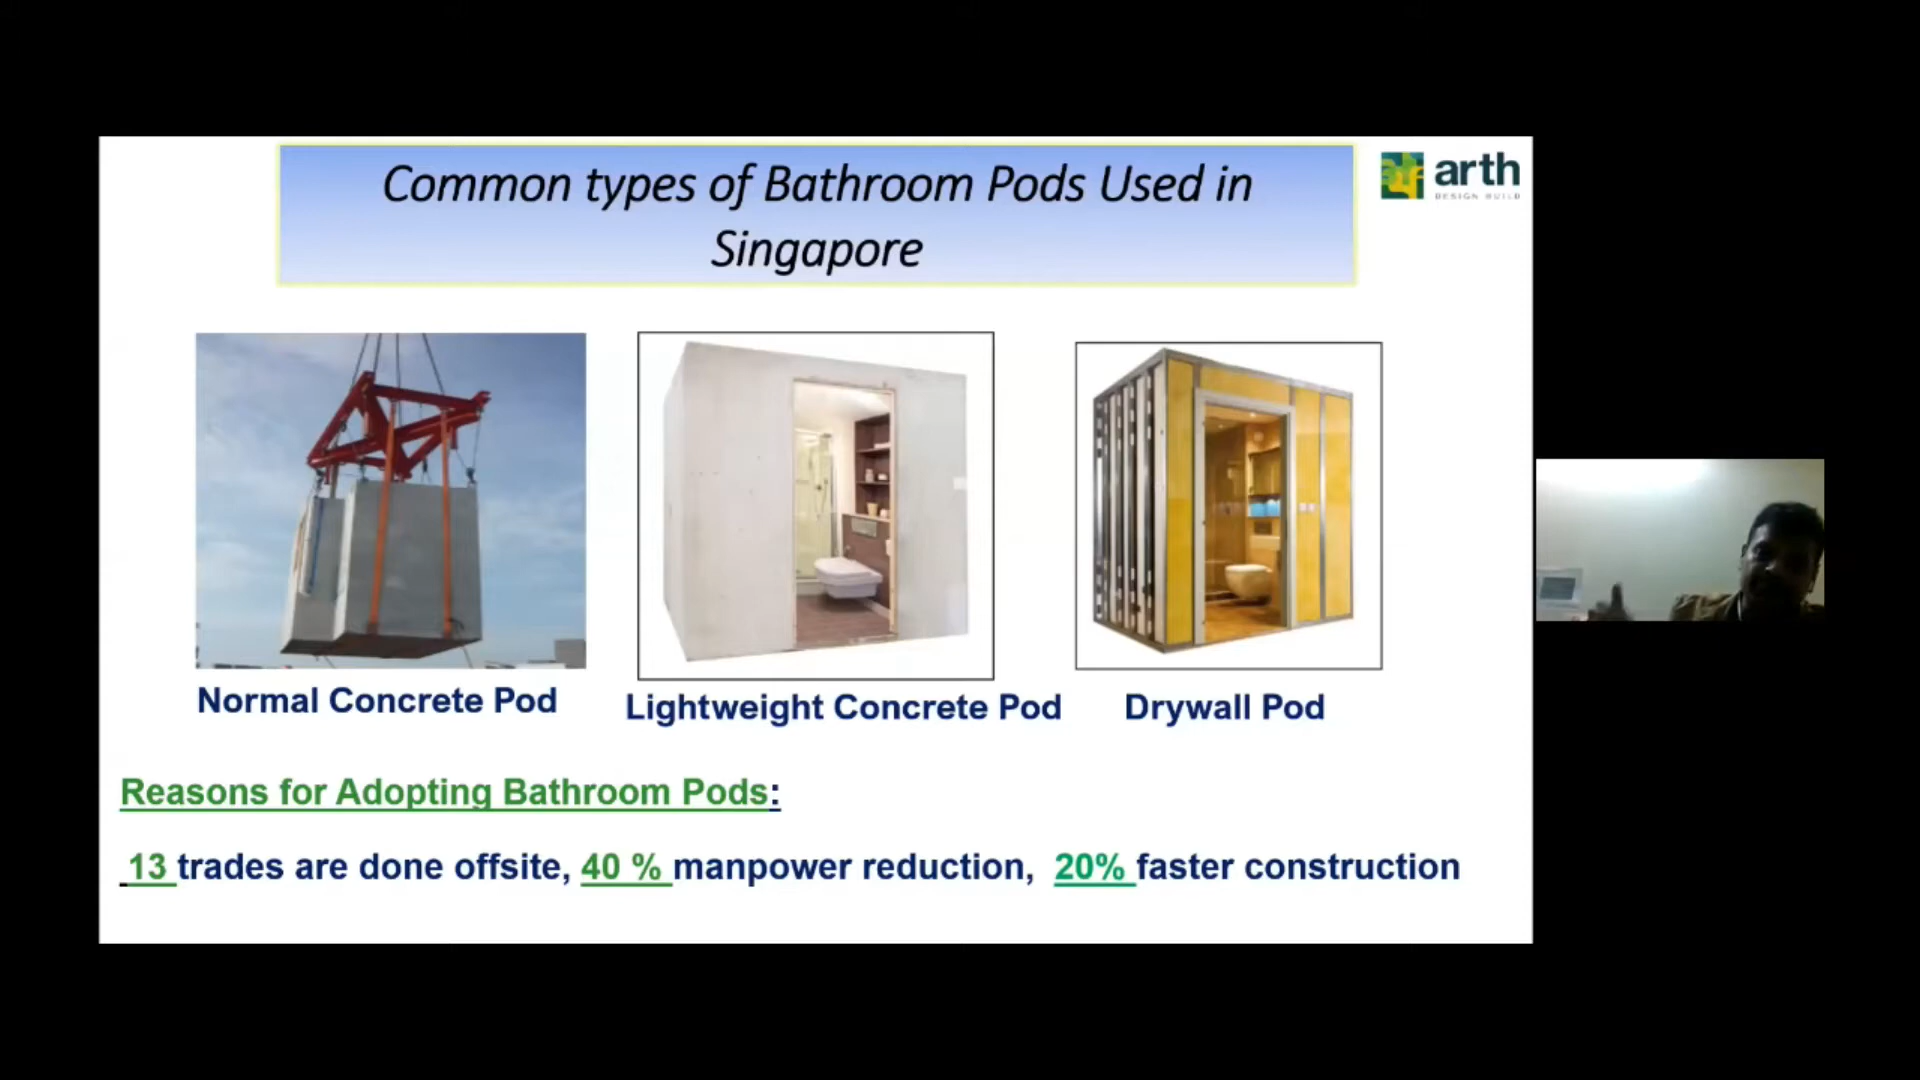 Common types of Bathroom Pods Used in
Singapore
arth
DESIGN BUILD
Normal Concrete Pod
Lightweight Concrete Pod
Drywall Pod
Reasons for Adopting Bathroom Pods:
13 trades are done offsite, 40 % manpower reduction, 20% faster construction